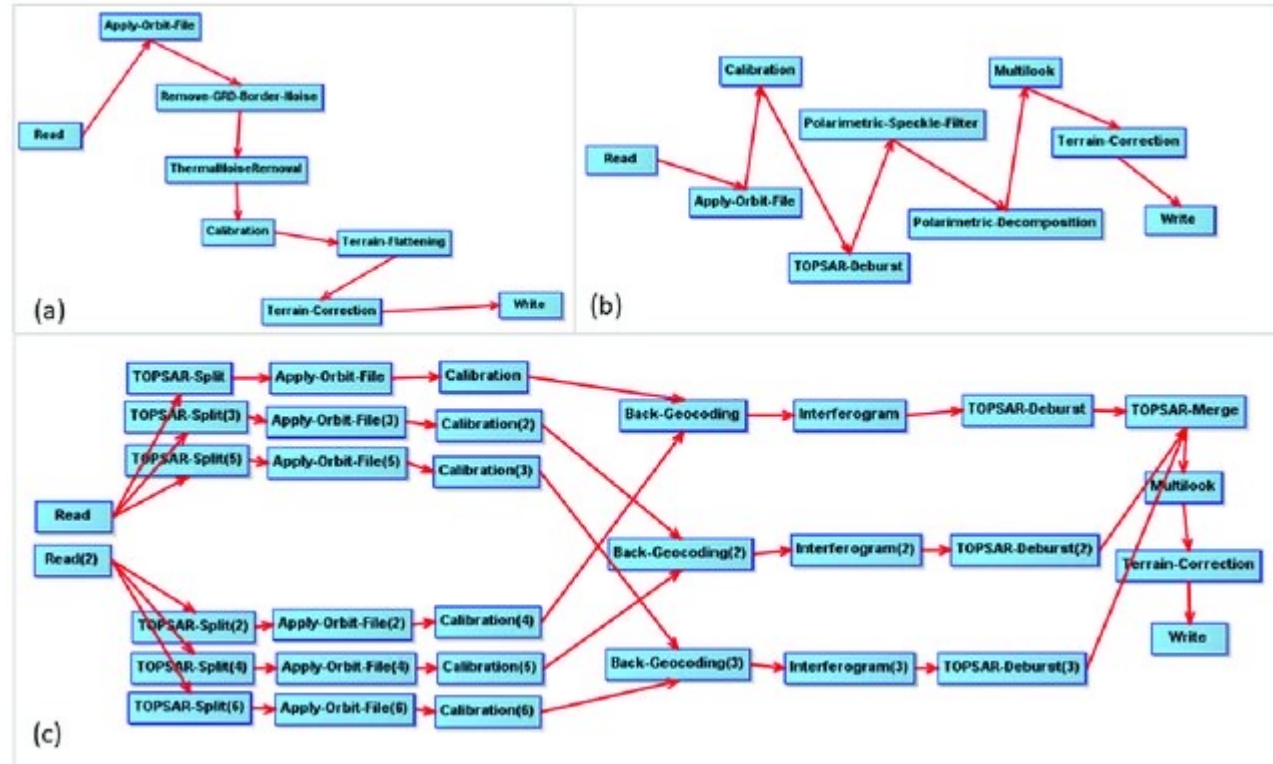 Apply-Orbit-File
Remove-GRD-Border-Noise
Read
ThermalNoiseRemoval
Calibration
Terrain-Flattening
Terrain-Correction
Write
(a)
Calibration
Multilook
Polarimetric-Speckle-Filter
Terrain-Correction
Read
Apply-Orbit-File
Polarimetric-Decomposition
Write
TOPSAR-Deburst
(b)
TOPSAR-Split
Apply-Orbit-File
Calibration
Back-Geocoding
Interferogram
TOPSAR-Deburst
TOPSAR-Merge
TOPSAR-Split(3)
Apply-Orbit-File(3)
Calibration(2)
TOPSAR-Split(5)
Apply-Orbit-File(5)
Calibration(3)
Multilook
Read
Read(2)
Back-Geocoding(2)
Interferogram(2)
TOPSAR-Deburst(2)
Terrain-Correction
TOPSAR-Split(2)
Apply-Orbit-File(2)
Calibration(4)
Write
TOPSAR-Split(4)
Apply-Orbit-File(4)
Calibration(5)
Back-Geocoding(3)
Interferogram(3)
TOPSAR-Deburst(3)
TOPSAR-Split(6)
Apply-Orbit-File(6)
Calibration(6)
(c)